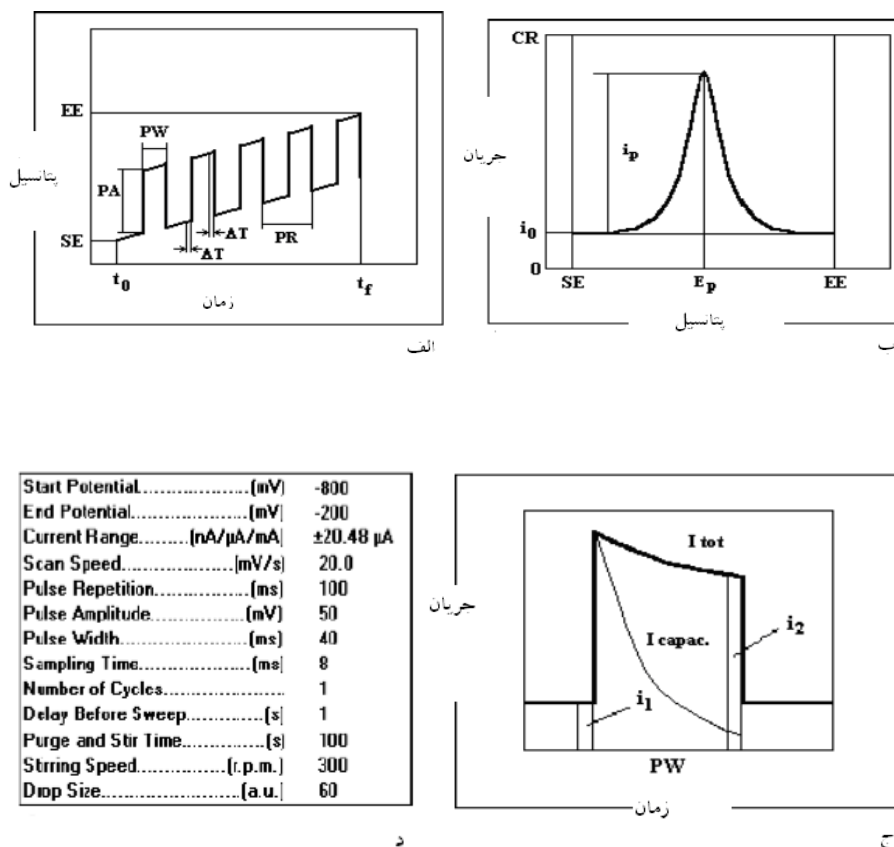 EE
PW
پتانسیل
PA
SE
ΔT
ΔT
PR
t0
tf
زمان
الف
CR
جریان
ip
i0
0
SE
Ep
EE
پتانسیل
ب
Start Potential....................(mV) -800
End Potential.....................(mV) -200
Current Range........(nA/µA/mA) ±20.48 µA
Scan Speed....................(mV/s) 20.0
Pulse Repetition..................(ms) 100
Pulse Amplitude..................(mV) 50
Pulse Width........................(ms) 40
Sampling Time....................(ms) 8
Number of Cycles................... 1
Delay Before Sweep..............(s) 1
Purge and Stir Time..............(s) 100
Stirring Speed................(r.p.m.) 300
Drop Size..........................(a.u.) 60
د
جریان
I tot
I capac.
i2
i1
PW
زمان
ج